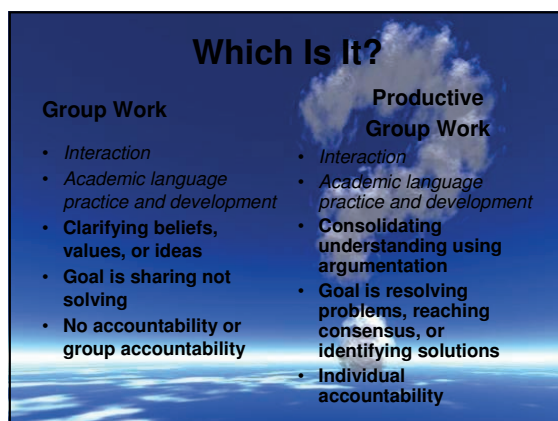 Which Is It?
Group Work
• Interaction
• Academic language
practice and development
• Clarifying beliefs,
values, or ideas
• Goal is sharing not
solving
• No accountability or
group accountability
Productive
Group Work
• Interaction
• Academic language
practice and development
• Consolidating
understanding using
argumentation
• Goal is resolving
problems, reaching
consensus, or
identifying solutions
• Individual
accountability